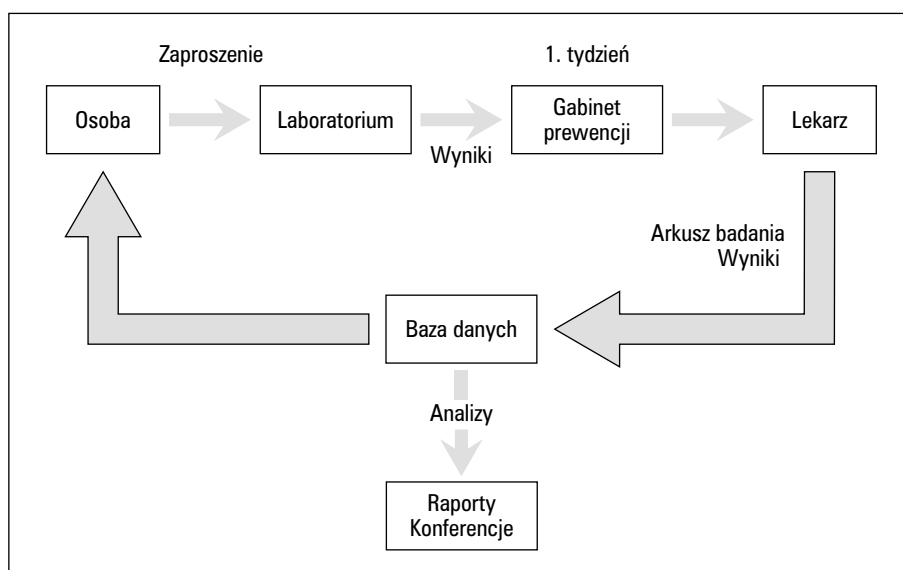 Zaproszenie
1. tydzień
Osoba
Laboratorium
Wyniki
Gabinet
prewencji
Lekarz
Arkusz badania
Wyniki
Baza danych
Analizy
Raporty
Konferencje